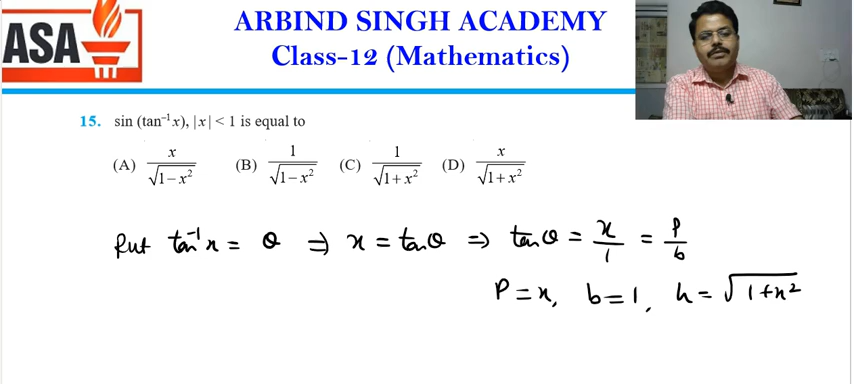 ASA
ARBIND SINGH ACADEMY
Class-12 (Mathematics)
15. sin (tan⁻¹x), |x| < 1 is equal to
(A) x/√(1−x²) (B) 1/√(1−x²) (C) 1/√(1+x²) (D) x/√(1+x²)
Put tan⁻¹x = θ ⇒ x = tanθ ⇒ tanθ = x/1 = P/b
P = x, b = 1, h = √(1+x²)